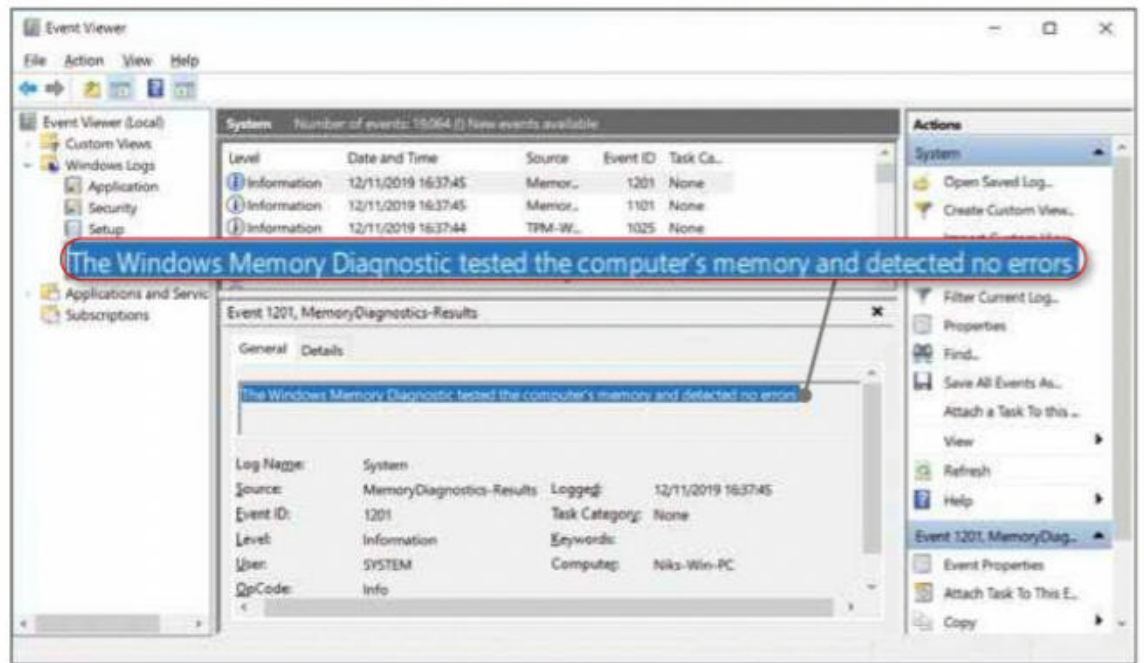 Event Viewer
File Action View Help
Event Viewer (Local)
Custom Views
Windows Logs
Application
Security
Setup
Applications and Servic
Subscriptions
System Number of events: 19,064 (!) New events available
Level Date and Time Source Event ID Task Ca...
Information 12/11/2019 16:37:45 Memor... 1201 None
Information 12/11/2019 16:37:45 Memor... 1101 None
Information 12/11/2019 16:37:44 TPM-W... 1025 None
The Windows Memory Diagnostic tested the computer's memory and detected no errors
Event 1201, MemoryDiagnostics-Results
General Details
The Windows Memory Diagnostic tested the computer's memory and detected no errors
Log Name: System
Source: MemoryDiagnostics-Results Logged: 12/11/2019 16:37:45
Event ID: 1201 Task Category: None
Level: Information Keywords:
User: SYSTEM Computer: Niks-Win-PC
OpCode: Info
Actions
System
Open Saved Log...
Create Custom View...
Filter Current Log...
Properties
Find...
Save All Events As...
Attach a Task To this ...
View
Refresh
Help
Event 1201, MemoryDiag...
Event Properties
Attach Task To This E...
Copy